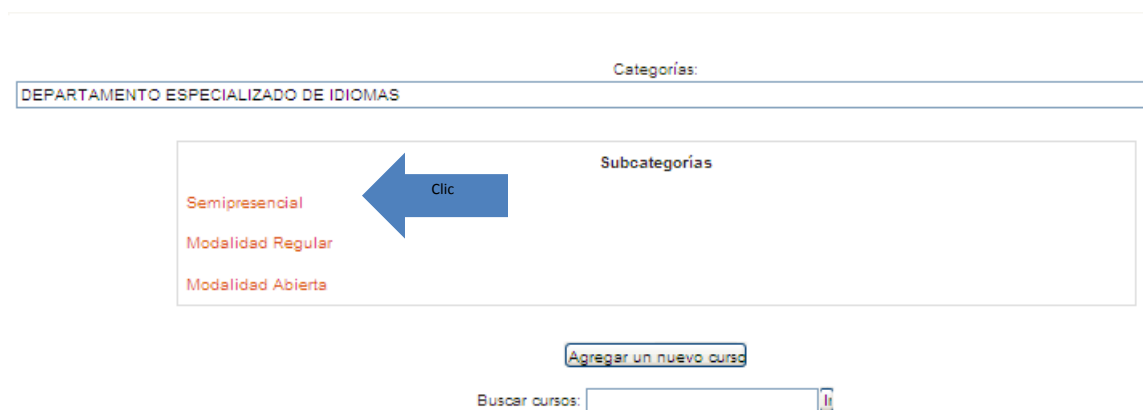 Categorías:
DEPARTAMENTO ESPECIALIZADO DE IDIOMAS
Subcategorías
Clic
Semipresencial
Modalidad Regular
Modalidad Abierta
Agregar un nuevo curso
Buscar cursos: